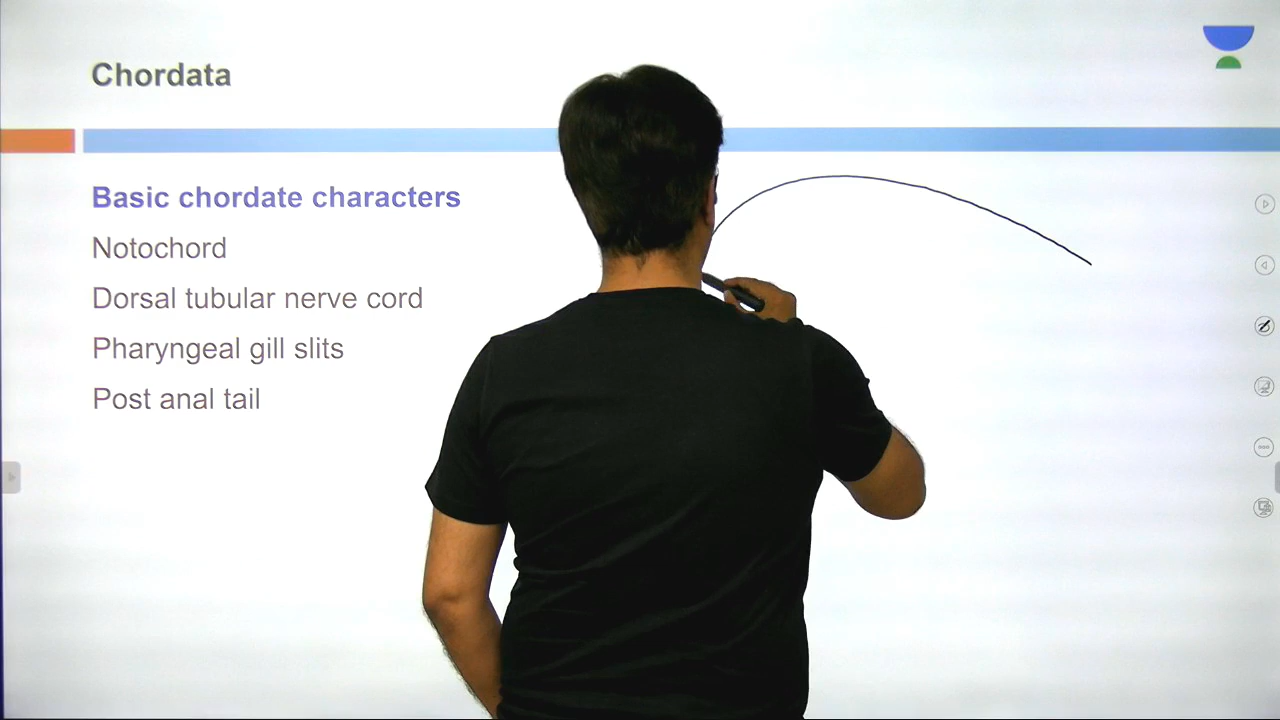 Chordata
Basic chordate characters
Notochord
Dorsal tubular nerve cord
Pharyngeal gill slits
Post anal tail